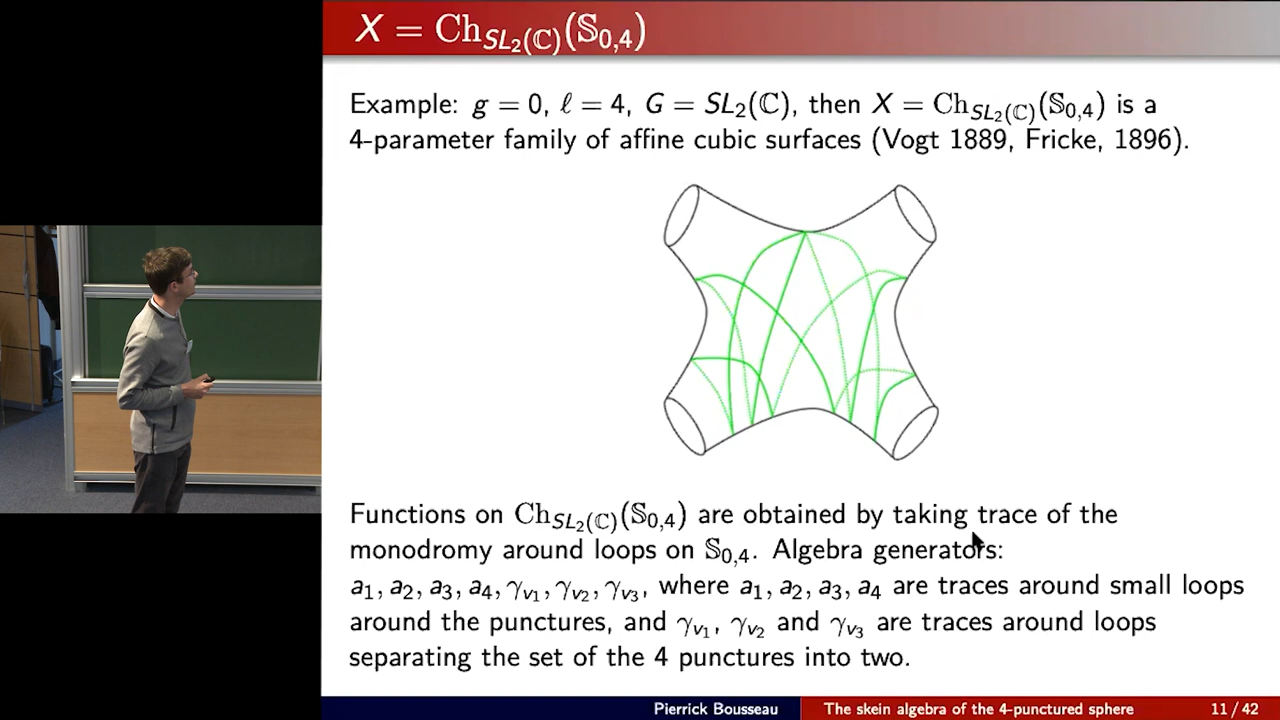 X = Ch_{SL_2(ℂ)}(𝕊_{0,4})
Example: g = 0, ℓ = 4, G = SL_2(ℂ), then X = Ch_{SL_2(ℂ)}(𝕊_{0,4}) is a
4-parameter family of affine cubic surfaces (Vogt 1889, Fricke, 1896).
Functions on Ch_{SL_2(ℂ)}(𝕊_{0,4}) are obtained by taking trace of the
monodromy around loops on 𝕊_{0,4}. Algebra generators:
a_1, a_2, a_3, a_4, γ_{v_1}, γ_{v_2}, γ_{v_3}, where a_1, a_2, a_3, a_4 are traces around small loops
around the punctures, and γ_{v_1}, γ_{v_2} and γ_{v_3} are traces around loops
separating the set of the 4 punctures into two.
Pierrick Bousseau The skein algebra of the 4-punctured sphere 11 / 42